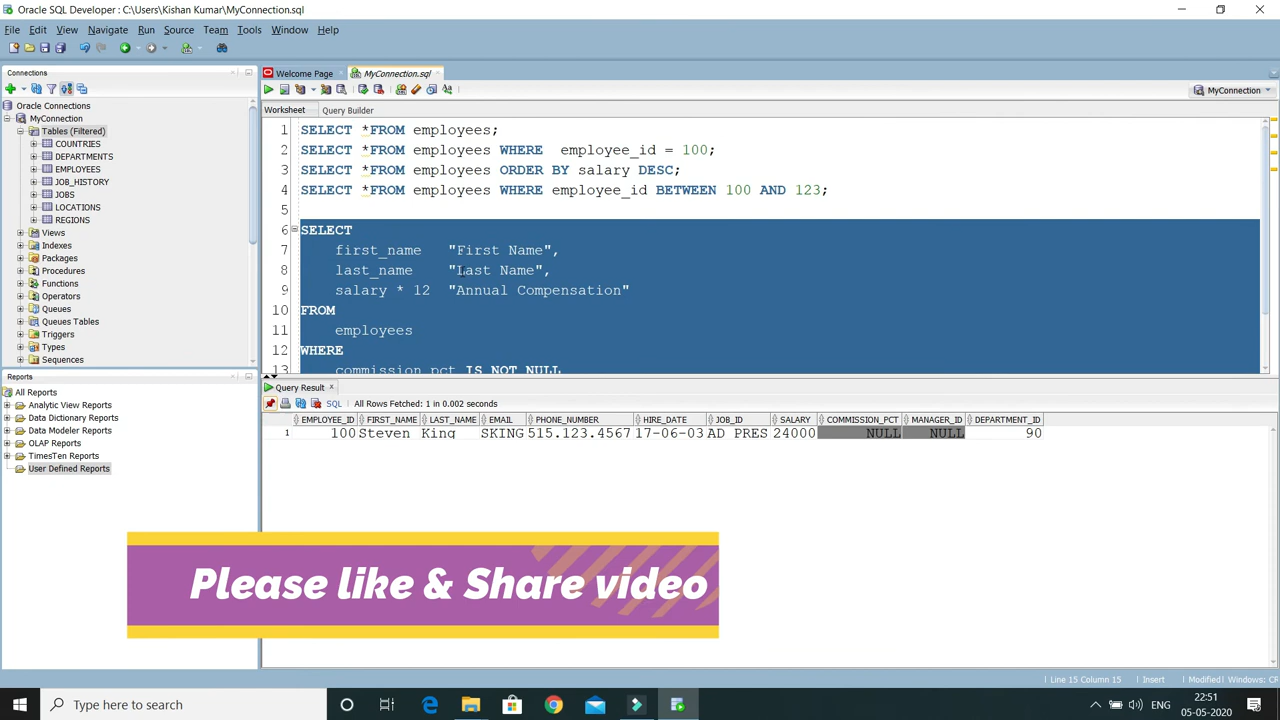 Oracle SQL Developer : C:\Users\Kishan Kumar\MyConnection.sql
File Edit View Navigate Run Source Team Tools Window Help
Connections
Welcome Page
MyConnection.sql
Oracle Connections
MyConnection
Tables (Filtered)
COUNTRIES
DEPARTMENTS
EMPLOYEES
JOB_HISTORY
JOBS
LOCATIONS
REGIONS
Views
Indexes
Packages
Procedures
Functions
Operators
Queues
Queues Tables
Triggers
Types
Sequences
MyConnection
Worksheet Query Builder
1 SELECT *FROM employees;
2 SELECT *FROM employees WHERE employee_id = 100;
3 SELECT *FROM employees ORDER BY salary DESC;
4 SELECT *FROM employees WHERE employee_id BETWEEN 100 AND 123;
5
6 SELECT
7 first_name "First Name",
8 last_name "Last Name",
9 salary * 12 "Annual Compensation"
10 FROM
11 employees
12 WHERE
13 commission_pct IS NOT NULL
Reports
All Reports
Analytic View Reports
Data Dictionary Reports
Data Modeler Reports
OLAP Reports
TimesTen Reports
User Defined Reports
Query Result
SQL All Rows Fetched: 1 in 0.002 seconds
EMPLOYEE_ID FIRST_NAME LAST_NAME EMAIL PHONE_NUMBER HIRE_DATE JOB_ID SALARY COMMISSION_PCT MANAGER_ID DEPARTMENT_ID
1 100 Steven King SKING 515.123.4567 17-06-03 AD_PRES 24000 NULL NULL 90
Please like & Share video
Line 15 Column 15 Insert Modified Windows: CR
Type here to search
ENG
22:51
05-05-2020